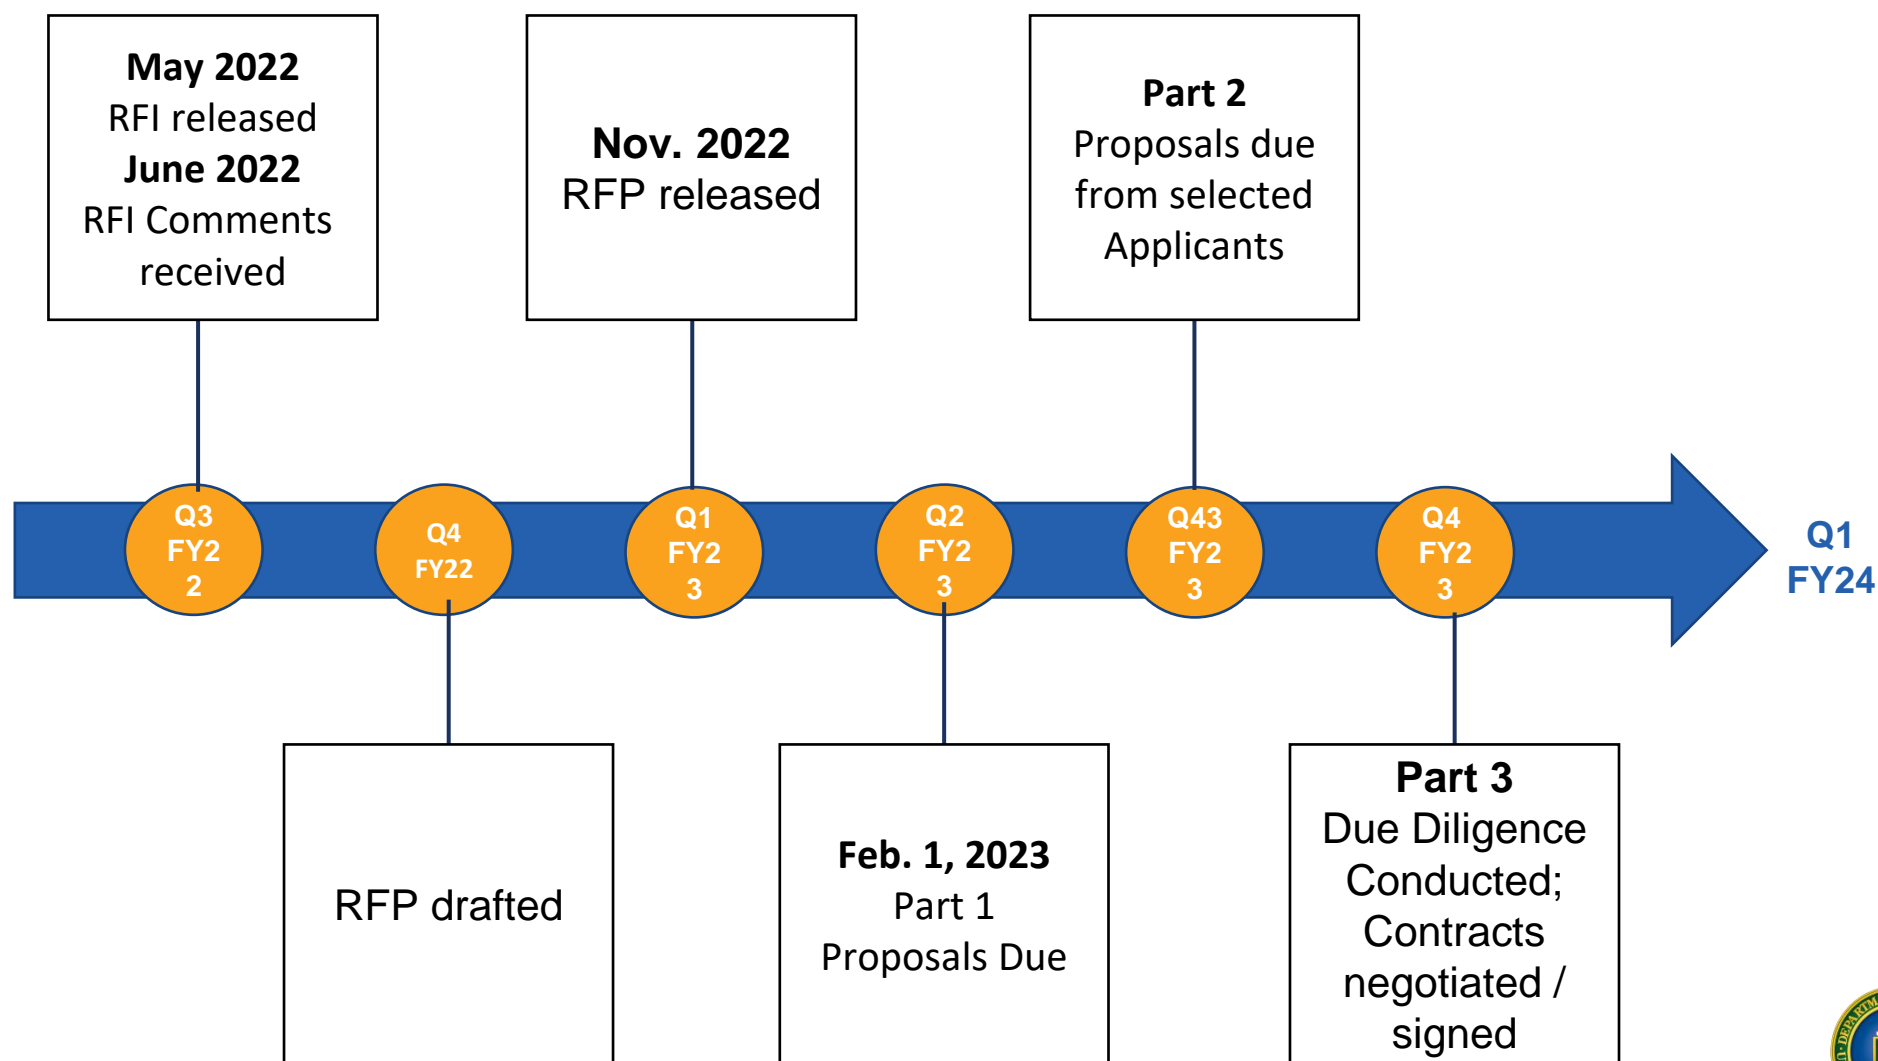 May 2022
RFI released
June 2022
RFI Comments
received
Nov. 2022
RFP released
Part 2
Proposals due
from selected
Applicants
Q3
FY2
2
Q4
FY22
Q1
FY2
3
Q2
FY2
3
Q43
FY2
3
Q4
FY2
3
Q1
FY24
RFP drafted
Feb. 1, 2023
Part 1
Proposals Due
Part 3
Due Diligence
Conducted;
Contracts
negotiated /
signed